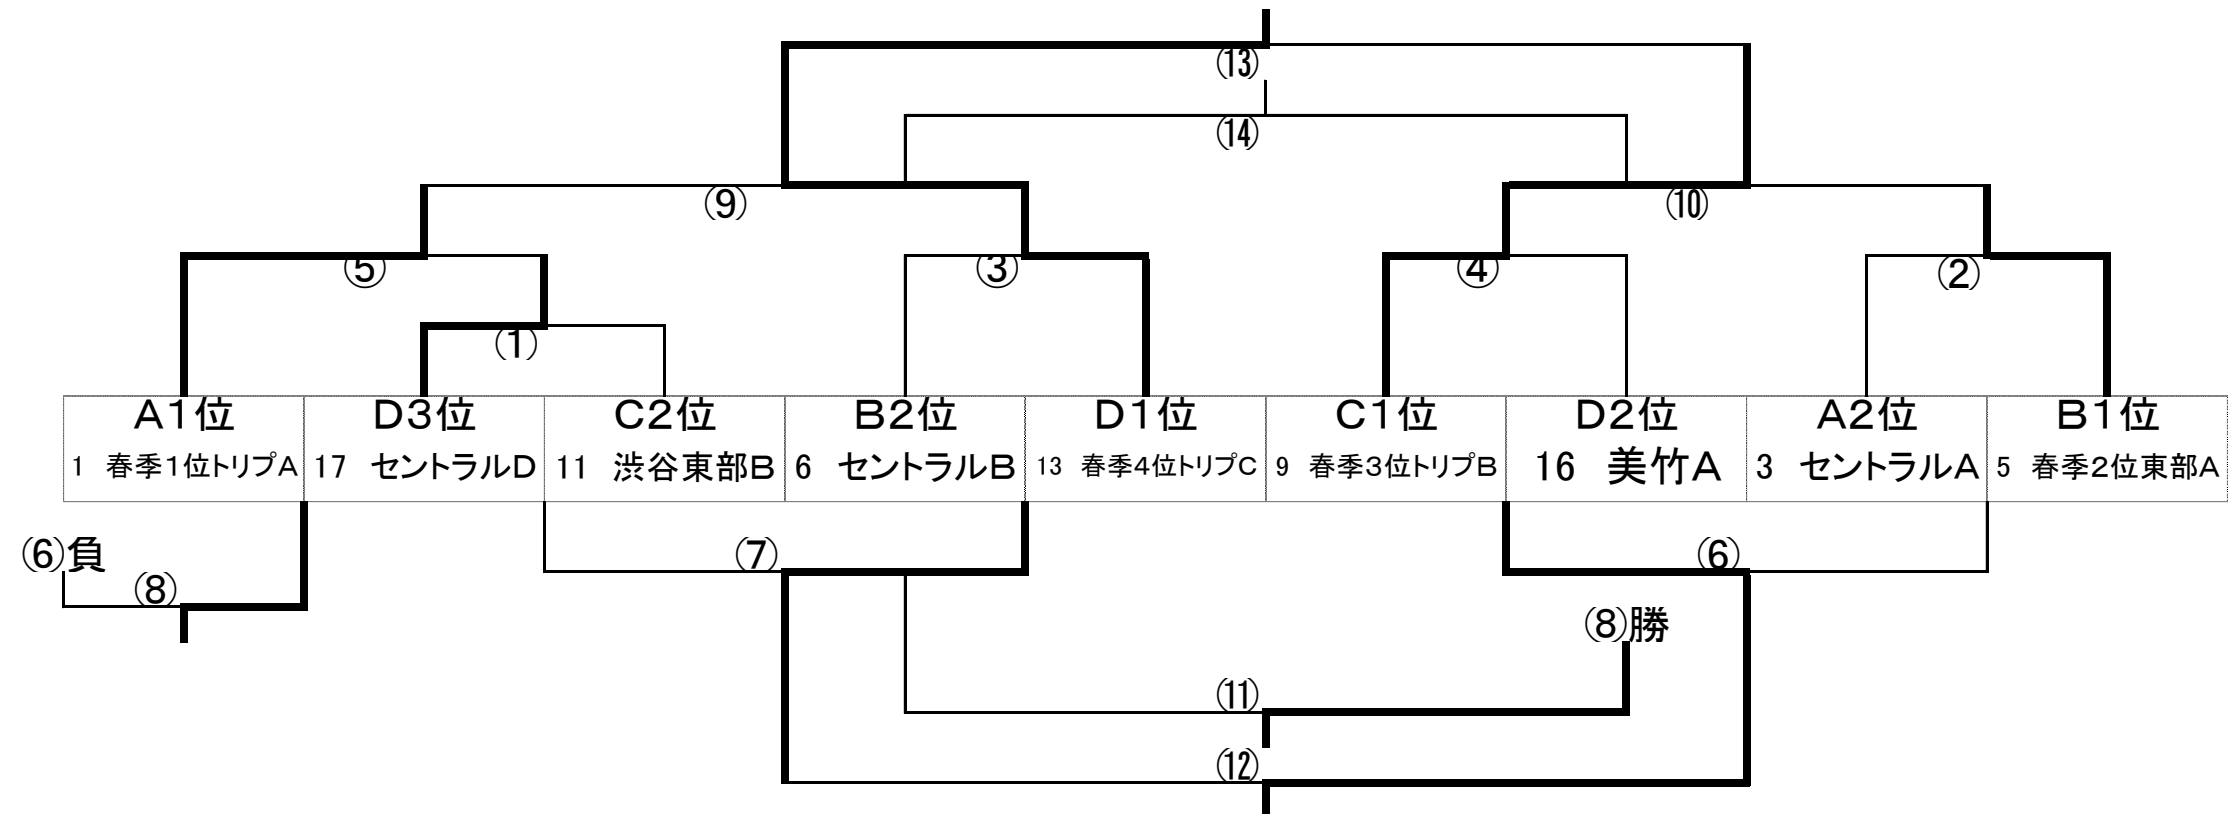 ⒀
⒁
⑼ ⑽
⑤ ③ ④ ②
⑴
A1位 D3位 C2位 B2位 D1位 C1位 D2位 A2位 B1位
1 春季1位トリプA 17 セントラルD 11 渋谷東部B 6 セントラルB 13 春季4位トリプC 9 春季3位トリプB 16 美竹A 3 セントラルA 5 春季2位東部A
⑹負 ⑺ ⑹
⑻
⑻勝
⑾
⑿